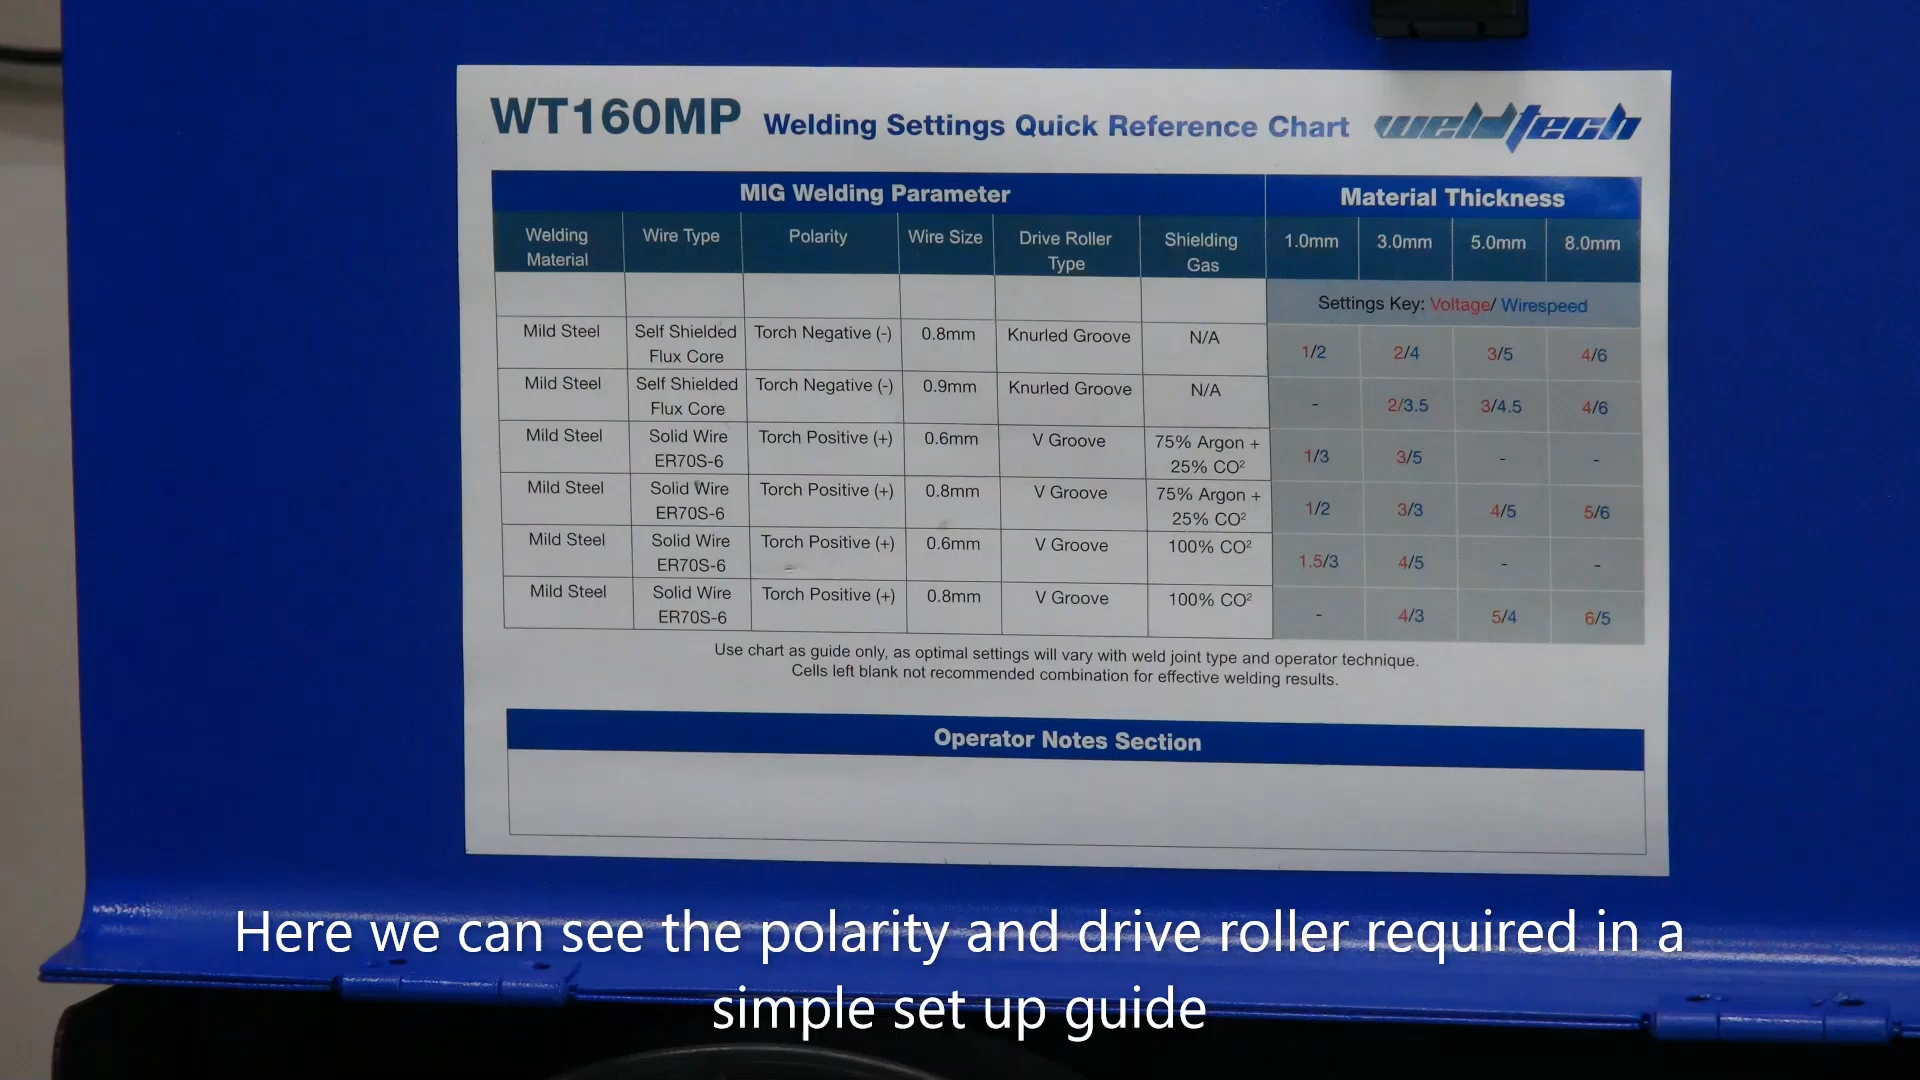 WT160MP Welding Settings Quick Reference Chart weldtech
MIG Welding Parameter Material Thickness
Welding Material Wire Type Polarity Wire Size Drive Roller Type Shielding Gas 1.0mm 3.0mm 5.0mm 8.0mm
Settings Key: Voltage/ Wirespeed
Mild Steel Self Shielded Flux Core Torch Negative (-) 0.8mm Knurled Groove N/A 1/2 2/4 3/5 4/6
Mild Steel Self Shielded Flux Core Torch Negative (-) 0.9mm Knurled Groove N/A - 2/3.5 3/4.5 4/6
Mild Steel Solid Wire ER70S-6 Torch Positive (+) 0.6mm V Groove 75% Argon + 25% CO² 1/3 3/5 - -
Mild Steel Solid Wire ER70S-6 Torch Positive (+) 0.8mm V Groove 75% Argon + 25% CO² 1/2 3/3 4/5 5/6
Mild Steel Solid Wire ER70S-6 Torch Positive (+) 0.6mm V Groove 100% CO² 1.5/3 4/5 - -
Mild Steel Solid Wire ER70S-6 Torch Positive (+) 0.8mm V Groove 100% CO² - 4/3 5/4 6/5
Use chart as guide only, as optimal settings will vary with weld joint type and operator technique.
Cells left blank not recommended combination for effective welding results.
Operator Notes Section
Here we can see the polarity and drive roller required in a
simple set up guide